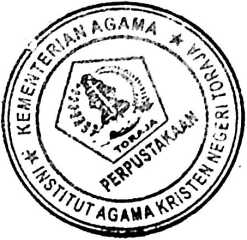 KEMENTERIAN AGAMA
INSTITUT AGAMA KRISTEN NEGERI TORAJA
TORAJA
PERPUSTAKAAN